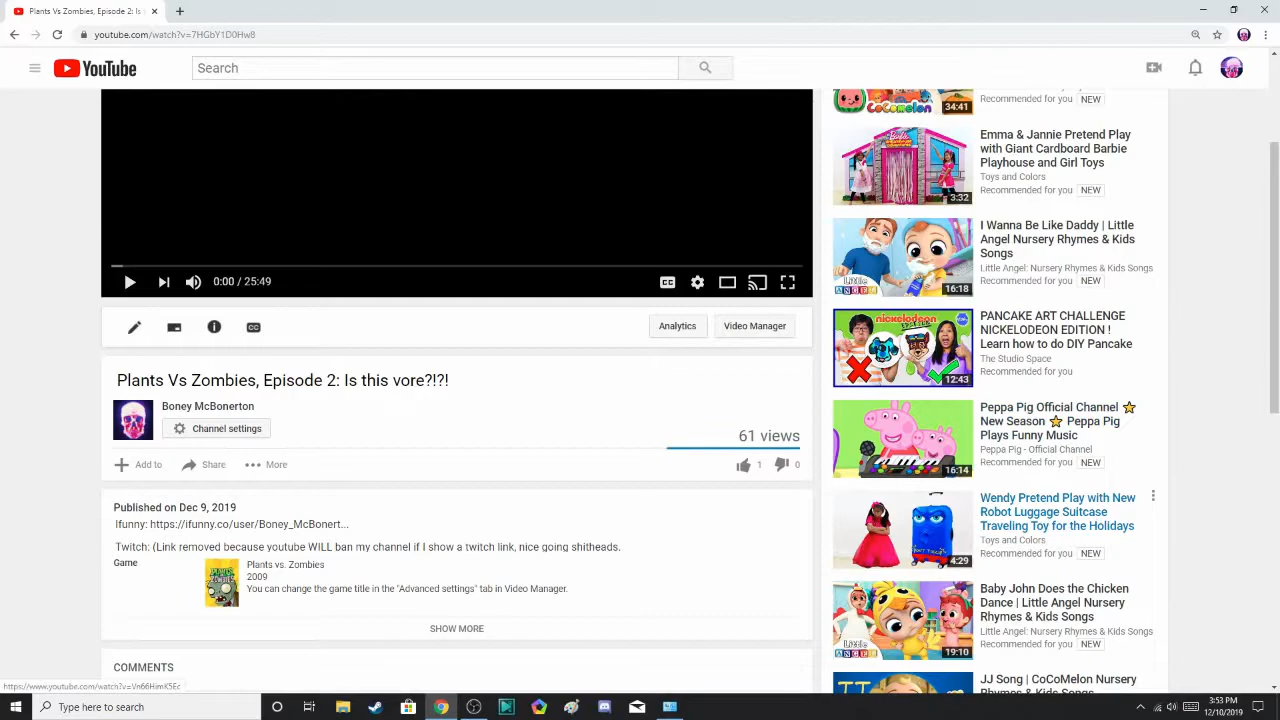 Plants Vs Zombies, Episode 2: Is
youtube.com/watch?v=7HGbY1D0Hw8
YouTube
Search
0:00 / 25:49
Analytics
Video Manager
Plants Vs Zombies, Episode 2: Is this vore?!?!
Boney McBonerton
Channel settings
61 views
Add to
Share
More
1
0
Published on Dec 9, 2019
Ifunny: https://ifunny.co/user/Boney_McBonert...
Twitch: (Link removed because youtube WILL ban my channel if I show a twitch link, nice going shitheads.
Game
Plants vs. Zombies
2009
You can change the game title in the "Advanced settings" tab in Video Manager.
SHOW MORE
COMMENTS
CoComelon
34:41
Recommended for you NEW
Barbie
3:32
Emma & Jannie Pretend Play
with Giant Cardboard Barbie
Playhouse and Girl Toys
Toys and Colors
Recommended for you NEW
Little
ANGEL
16:18
I Wanna Be Like Daddy | Little
Angel Nursery Rhymes & Kids
Songs
Little Angel: Nursery Rhymes & Kids Songs
Recommended for you NEW
nickelodeon
12:43
PANCAKE ART CHALLENGE
NICKELODEON EDITION !
Learn how to do DIY Pancake
The Studio Space
Recommended for you
16:14
Peppa Pig Official Channel ⭐
New Season ⭐ Peppa Pig
Plays Funny Music
Peppa Pig - Official Channel
Recommended for you NEW
4:29
Wendy Pretend Play with New
Robot Luggage Suitcase
Traveling Toy for the Holidays
Toys and Colors
Recommended for you NEW
Little
ANGEL
19:10
Baby John Does the Chicken
Dance | Little Angel Nursery
Rhymes & Kids Songs
Little Angel: Nursery Rhymes & Kids Songs
Recommended for you NEW
JJ
JJ Song | CoCoMelon Nursery
Rhymes & Kids Songs
https://www.youtube.com/watch?v=Vn66HimK5Ec
Type here to search
3:53 PM
12/10/2019